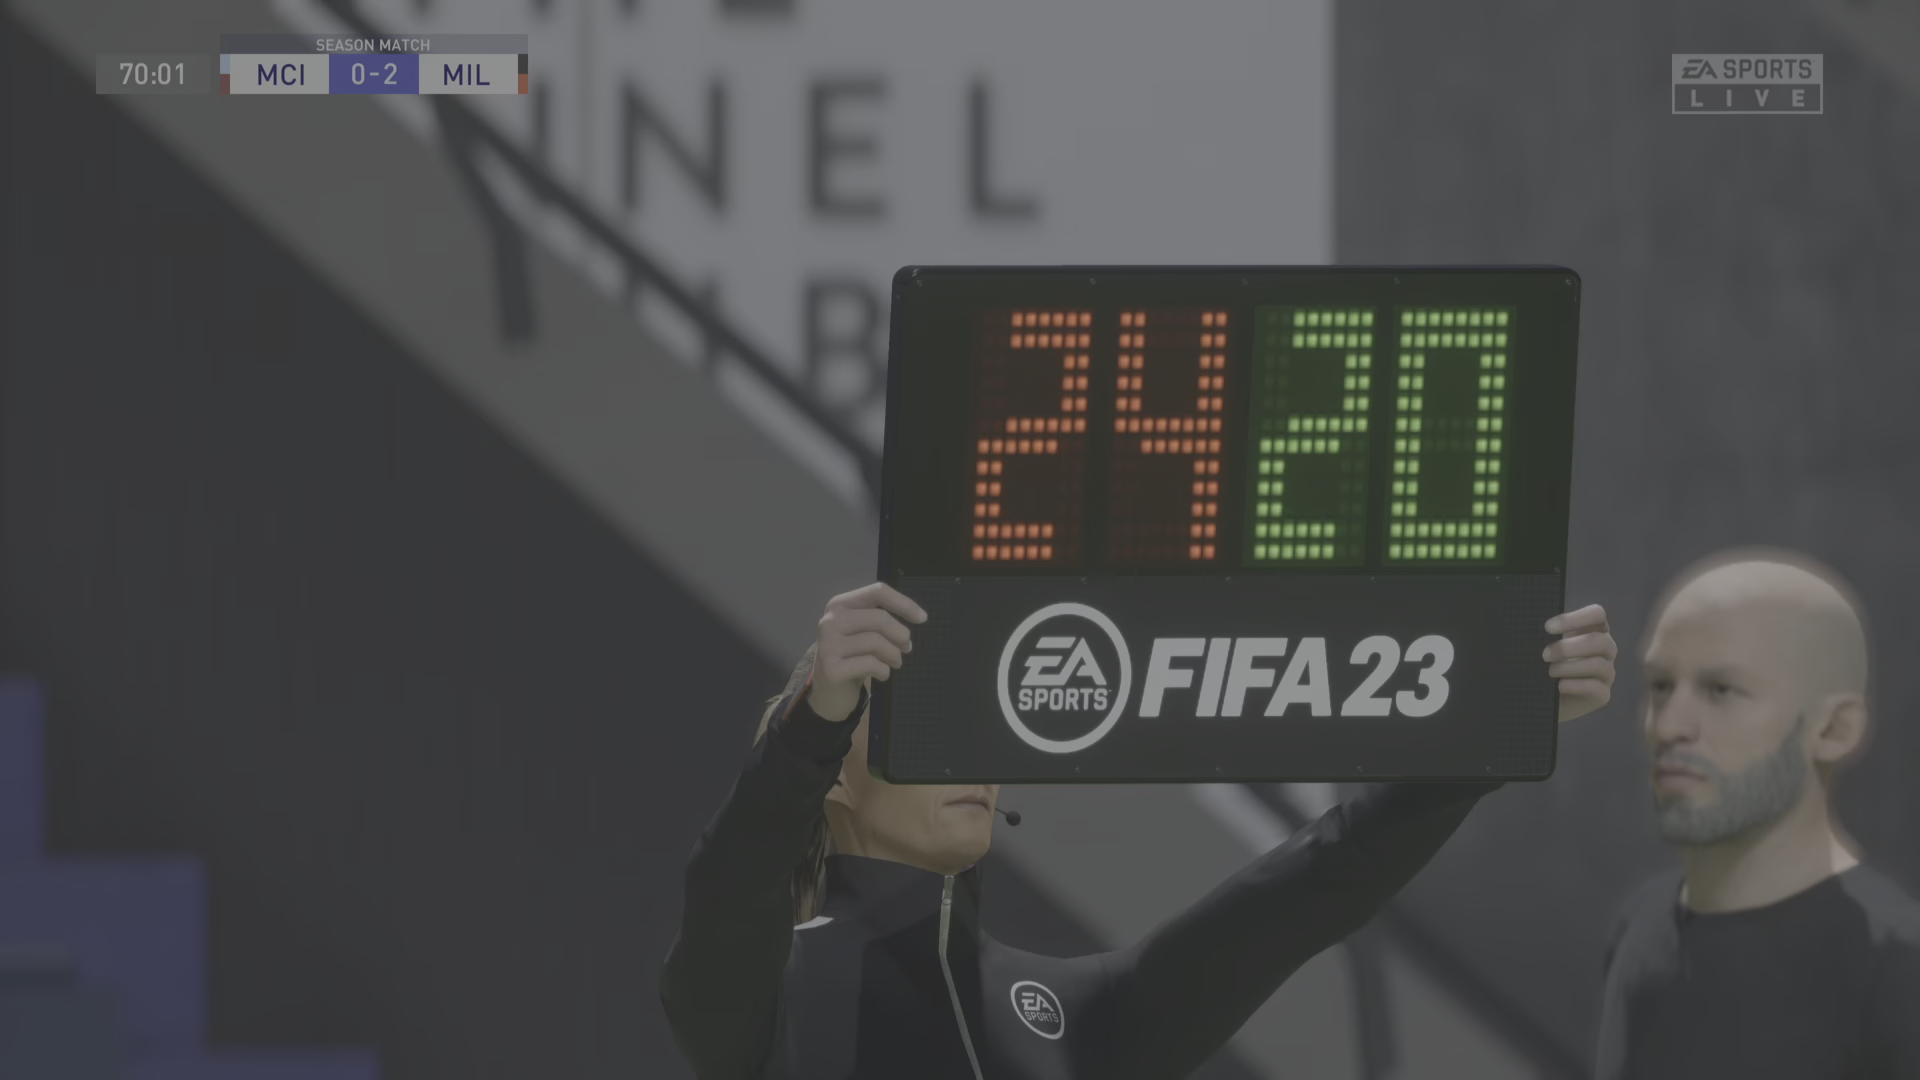 SEASON MATCH
70:01 MCI 0-2 MIL
EA SPORTS
LIVE
NEL
24 20
EA SPORTS FIFA 23
EA SPORTS